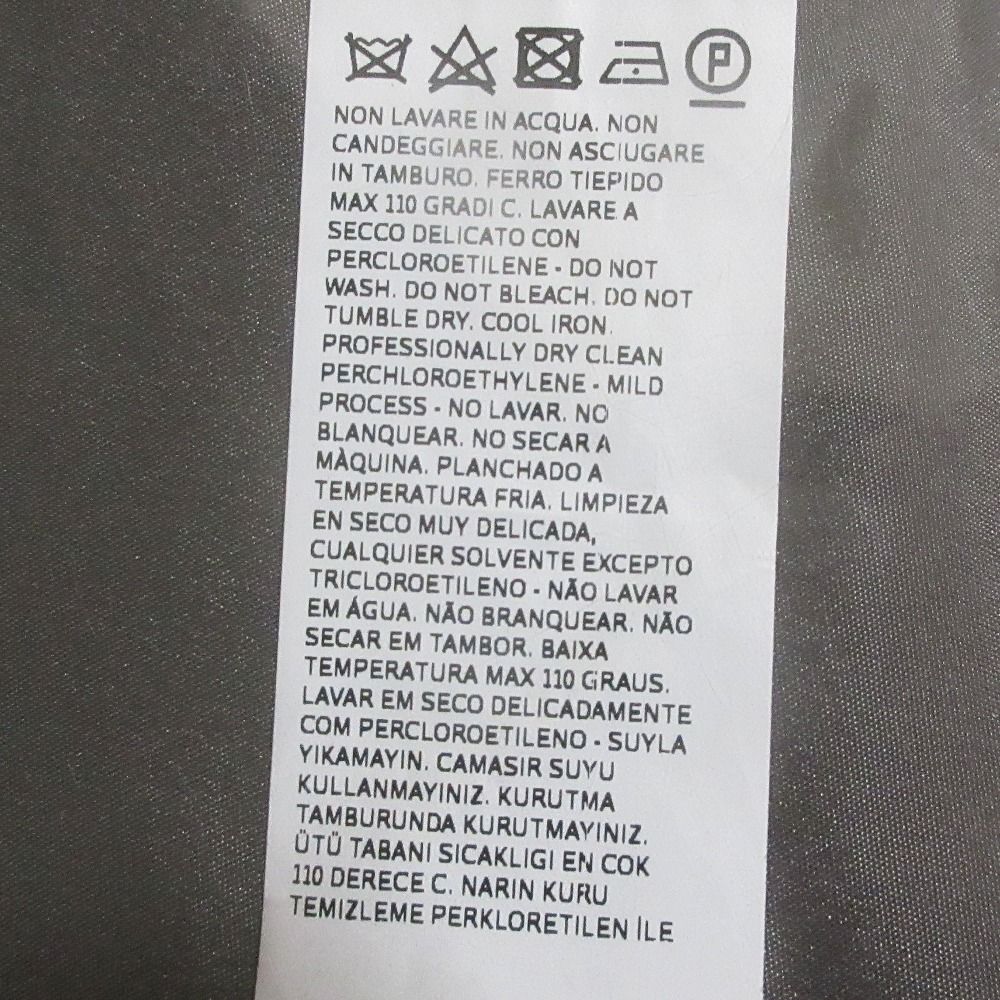 P
NON LAVARE IN ACQUA. NON
CANDEGGIARE. NON ASCIUGARE
IN TAMBURO. FERRO TIEPIDO
MAX 110 GRADI C. LAVARE A
SECCO DELICATO CON
PERCLOROETILENE - DO NOT
WASH. DO NOT BLEACH. DO NOT
TUMBLE DRY. COOL IRON.
PROFESSIONALLY DRY CLEAN
PERCHLOROETHYLENE - MILD
PROCESS - NO LAVAR. NO
BLANQUEAR. NO SECAR A
MÀQUINA. PLANCHADO A
TEMPERATURA FRIA. LIMPIEZA
EN SECO MUY DELICADA,
CUALQUIER SOLVENTE EXCEPTO
TRICLOROETILENO - NÃO LAVAR
EM ÁGUA. NÃO BRANQUEAR. NÃO
SECAR EM TAMBOR. BAIXA
TEMPERATURA MAX 110 GRAUS.
LAVAR EM SECO DELICADAMENTE
COM PERCLOROETILENO - SUYLA
YIKAMAYIN. CAMASIR SUYU
KULLANMAYINIZ. KURUTMA
TAMBURUNDA KURUTMAYINIZ.
ÜTÜ TABANI SICAKLIGI EN COK
110 DERECE C. NARIN KURU
TEMIZLEME PERKLORETILEN İLE